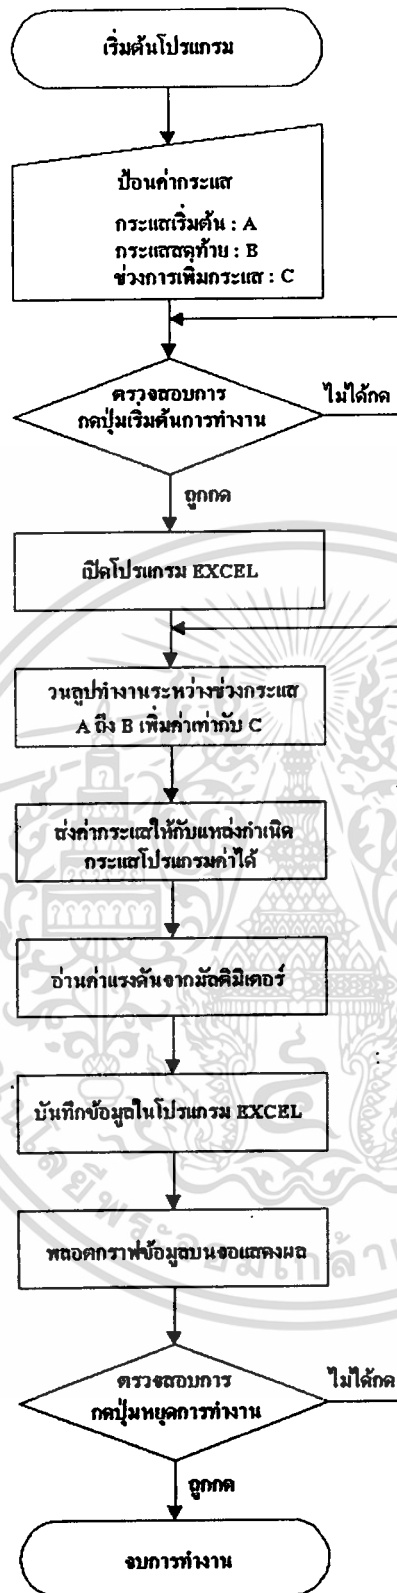 เริ่มต้นโปรแกรม
ป้อนค่ากระแส
กระแสเริ่มต้น : A
กระแสสุดท้าย : B
ช่วงการเพิ่มกระแส : C
ตรวจสอบการ
กดปุ่มเริ่มต้นการทำงาน
ไม่ได้กด
ถูกกด
เปิดโปรแกรม EXCEL
วนลูปทำงานระหว่างช่วงกระแส
A ถึง B เพิ่มค่าเท่ากับ C
ส่งค่ากระแสให้กับแหล่งกำเนิด
กระแสโปรแกรมค่าได้
อ่านค่าแรงดันจากมัลติมิเตอร์
บันทึกข้อมูลในโปรแกรม EXCEL
พลอตกราฟข้อมูลบนจอแสดงผล
ตรวจสอบการ
กดปุ่มหยุดการทำงาน
ไม่ได้กด
ถูกกด
จบการทำงาน